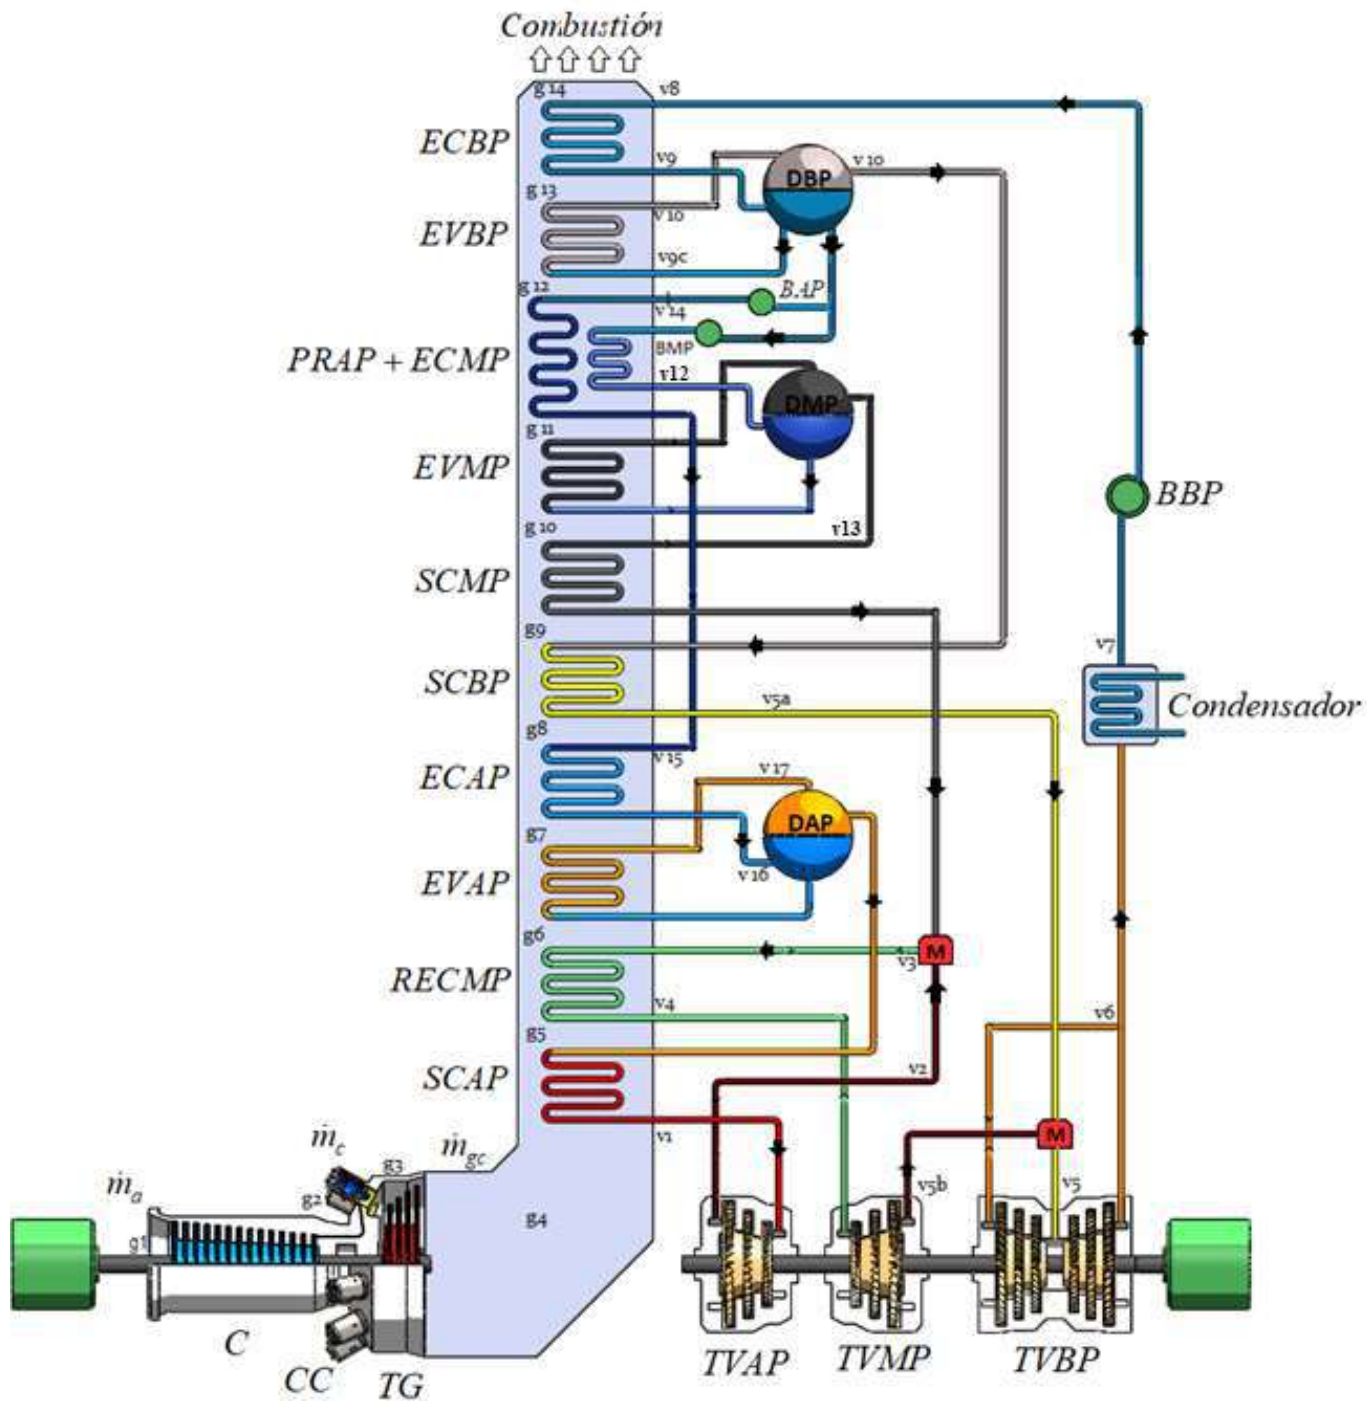 Combustión
g14
v8
ECBP
v9
DBP
v10
g13
v10
EVBP
v9c
g12
BAP
v14
BMP
PRAP + ECMP
v12
DMP
g11
EVMP
BBP
g10
v13
SCMP
g9
v7
SCBP
v5a
Condensador
g8
v15
ECAP
v17
DAP
g7
v16
EVAP
g6
M
v3
RECMP
v4
v6
g5
v2
SCAP
v1
M
ṁc
ṁgc
g3
ṁa
g2
v5b
v5
g4
g1
C
CC
TG
TVAP
TVMP
TVBP